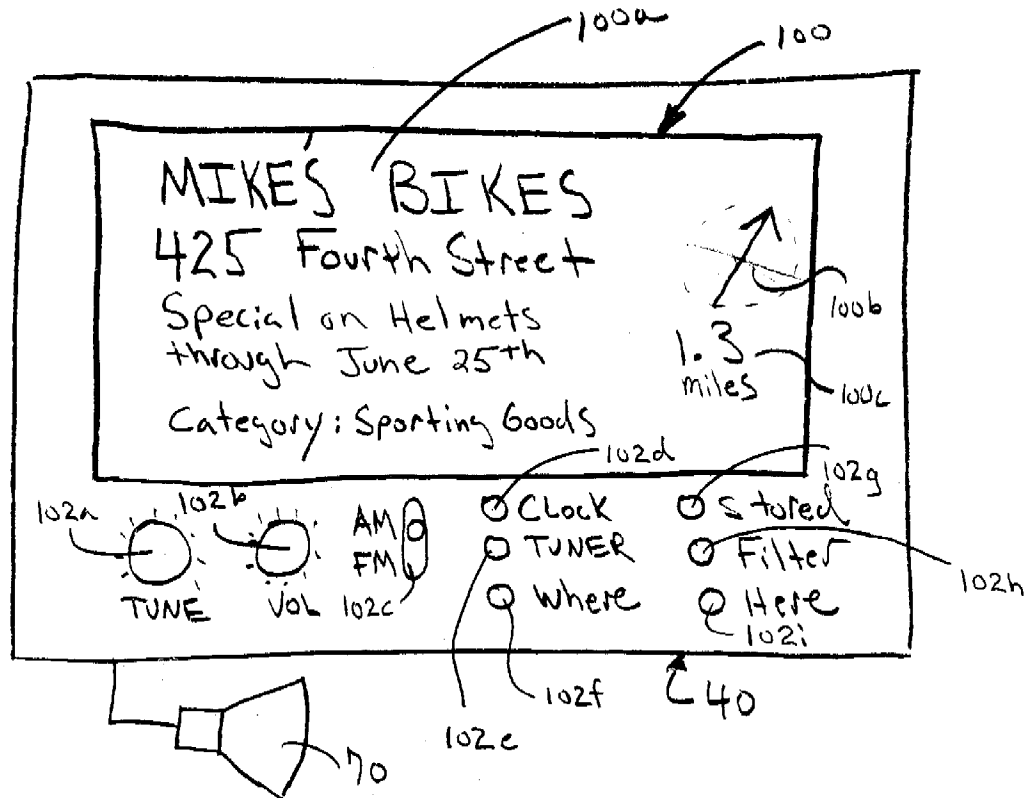 100a
100
MIKE'S BIKES
425 Fourth Street
Special on Helmets
through June 25th
Category: Sporting Goods
1.3
miles
100b
100c
102a
102b
102d
102g
TUNE
VOL
AM
FM
102c
Clock
TUNER
Where
Stored
Filter
Here
102h
102i
102e
102f
40
70